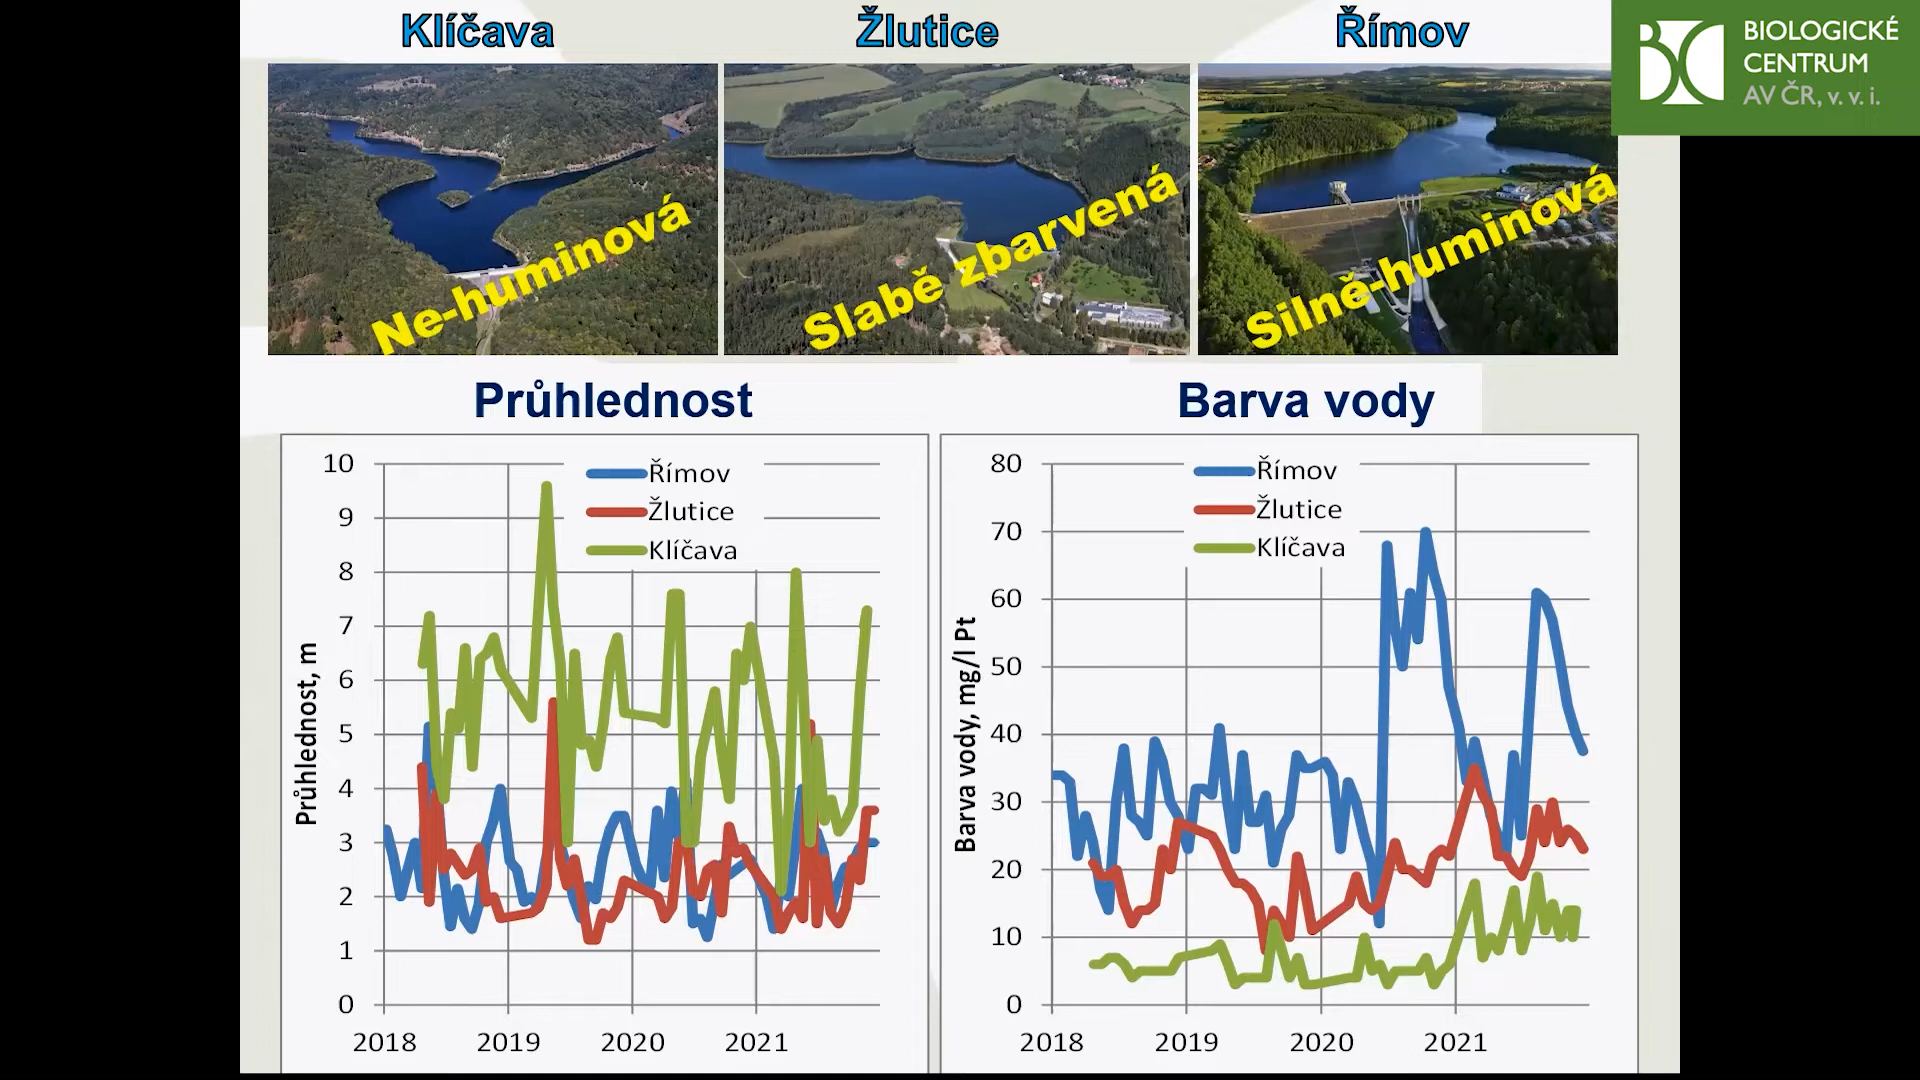 Klíčava
Žlutice
Římov
BIOLOGICKÉ
CENTRUM
AV ČR, v. v. i.
Ne-huminová
Slabě zbarvená
Silně-huminová
Průhlednost
Barva vody
Průhlednost, m
10
9
8
7
6
5
4
3
2
1
0
2018
2019
2020
2021
Římov
Žlutice
Klíčava
Barva vody, mg/l Pt
80
70
60
50
40
30
20
10
0
2018
2019
2020
2021
Římov
Žlutice
Klíčava